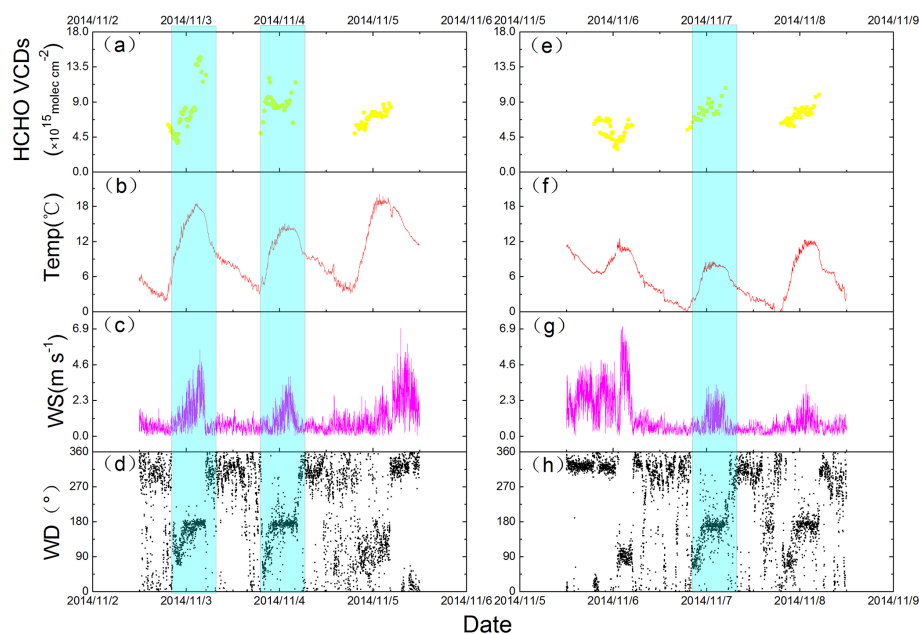 2014/11/2 2014/11/3 2014/11/4 2014/11/5 2014/11/6 2014/11/5 2014/11/6 2014/11/7 2014/11/8 2014/11/9
HCHO VCDs
(×10¹⁵molec cm⁻²)
18.0
13.5
9.0
4.5
0.0
(a)
(e)
Temp(℃)
18
12
6
0
(b)
(f)
WS(m s⁻¹)
6.9
4.6
2.3
0.0
(c)
(g)
WD (°)
360
270
180
90
0
(d)
(h)
18.0
13.5
9.0
4.5
0.0
18
12
6
0
6.9
4.6
2.3
0.0
360
270
180
90
0
2014/11/2 2014/11/3 2014/11/4 2014/11/5 2014/11/6 2014/11/5 2014/11/6 2014/11/7 2014/11/8 2014/11/9
Date